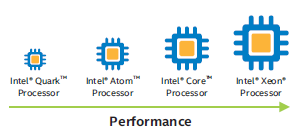 Intel® Quark™ Intel® Atom™ Intel® Core™ Intel® Xeon®
Processor Processor Processor Processor
Performance